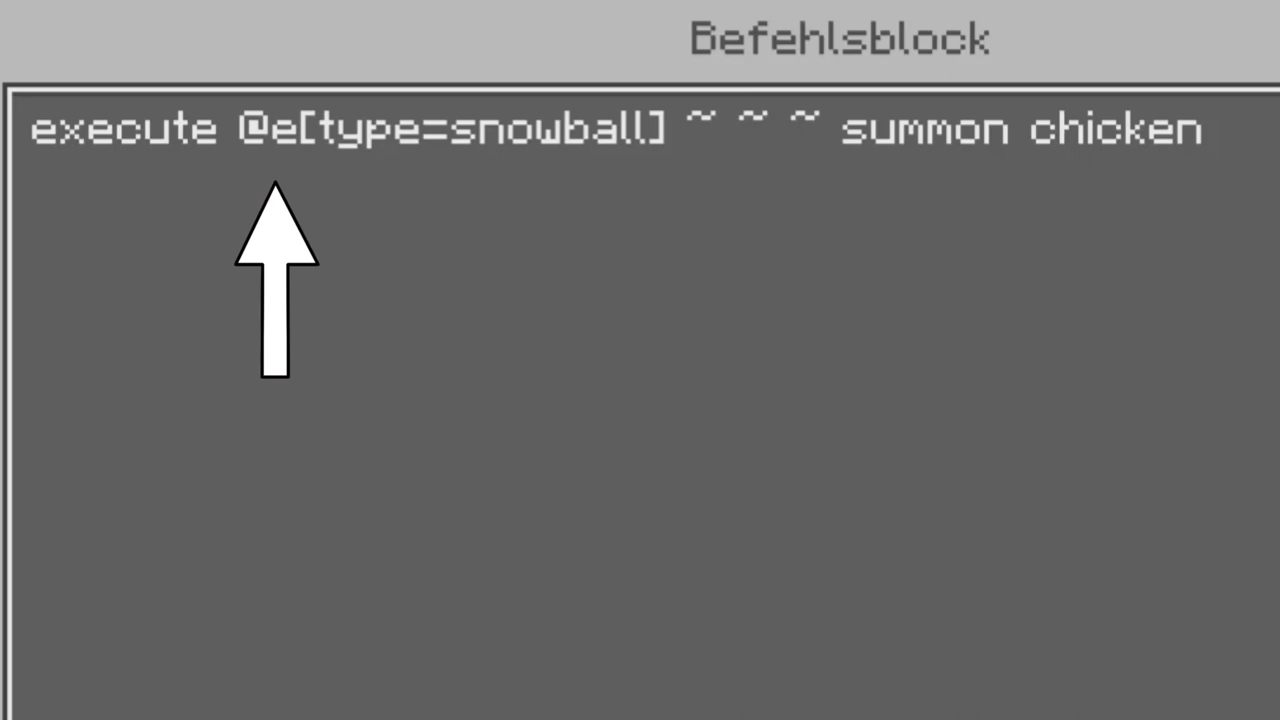 Befehlsblock
execute @e[type=snowball] ~ ~ ~ summon chicken